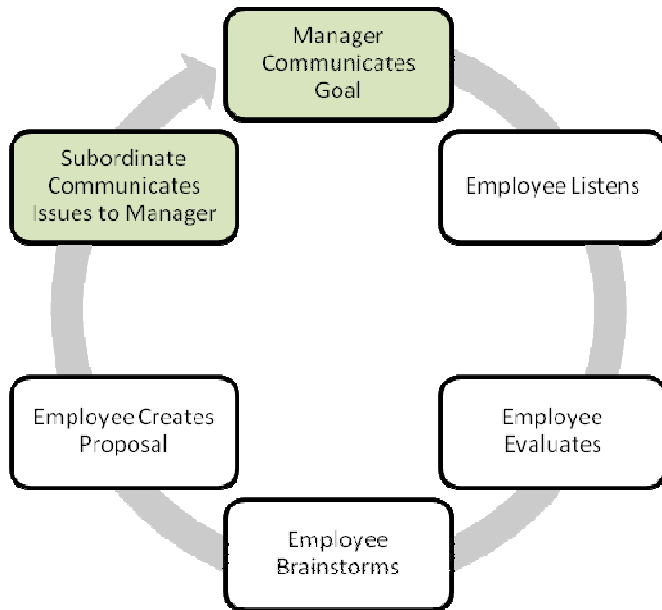 Manager
Communicates
Goal
Employee Listens
Employee
Evaluates
Employee
Brainstorms
Employee Creates
Proposal
Subordinate
Communicates
Issues to Manager